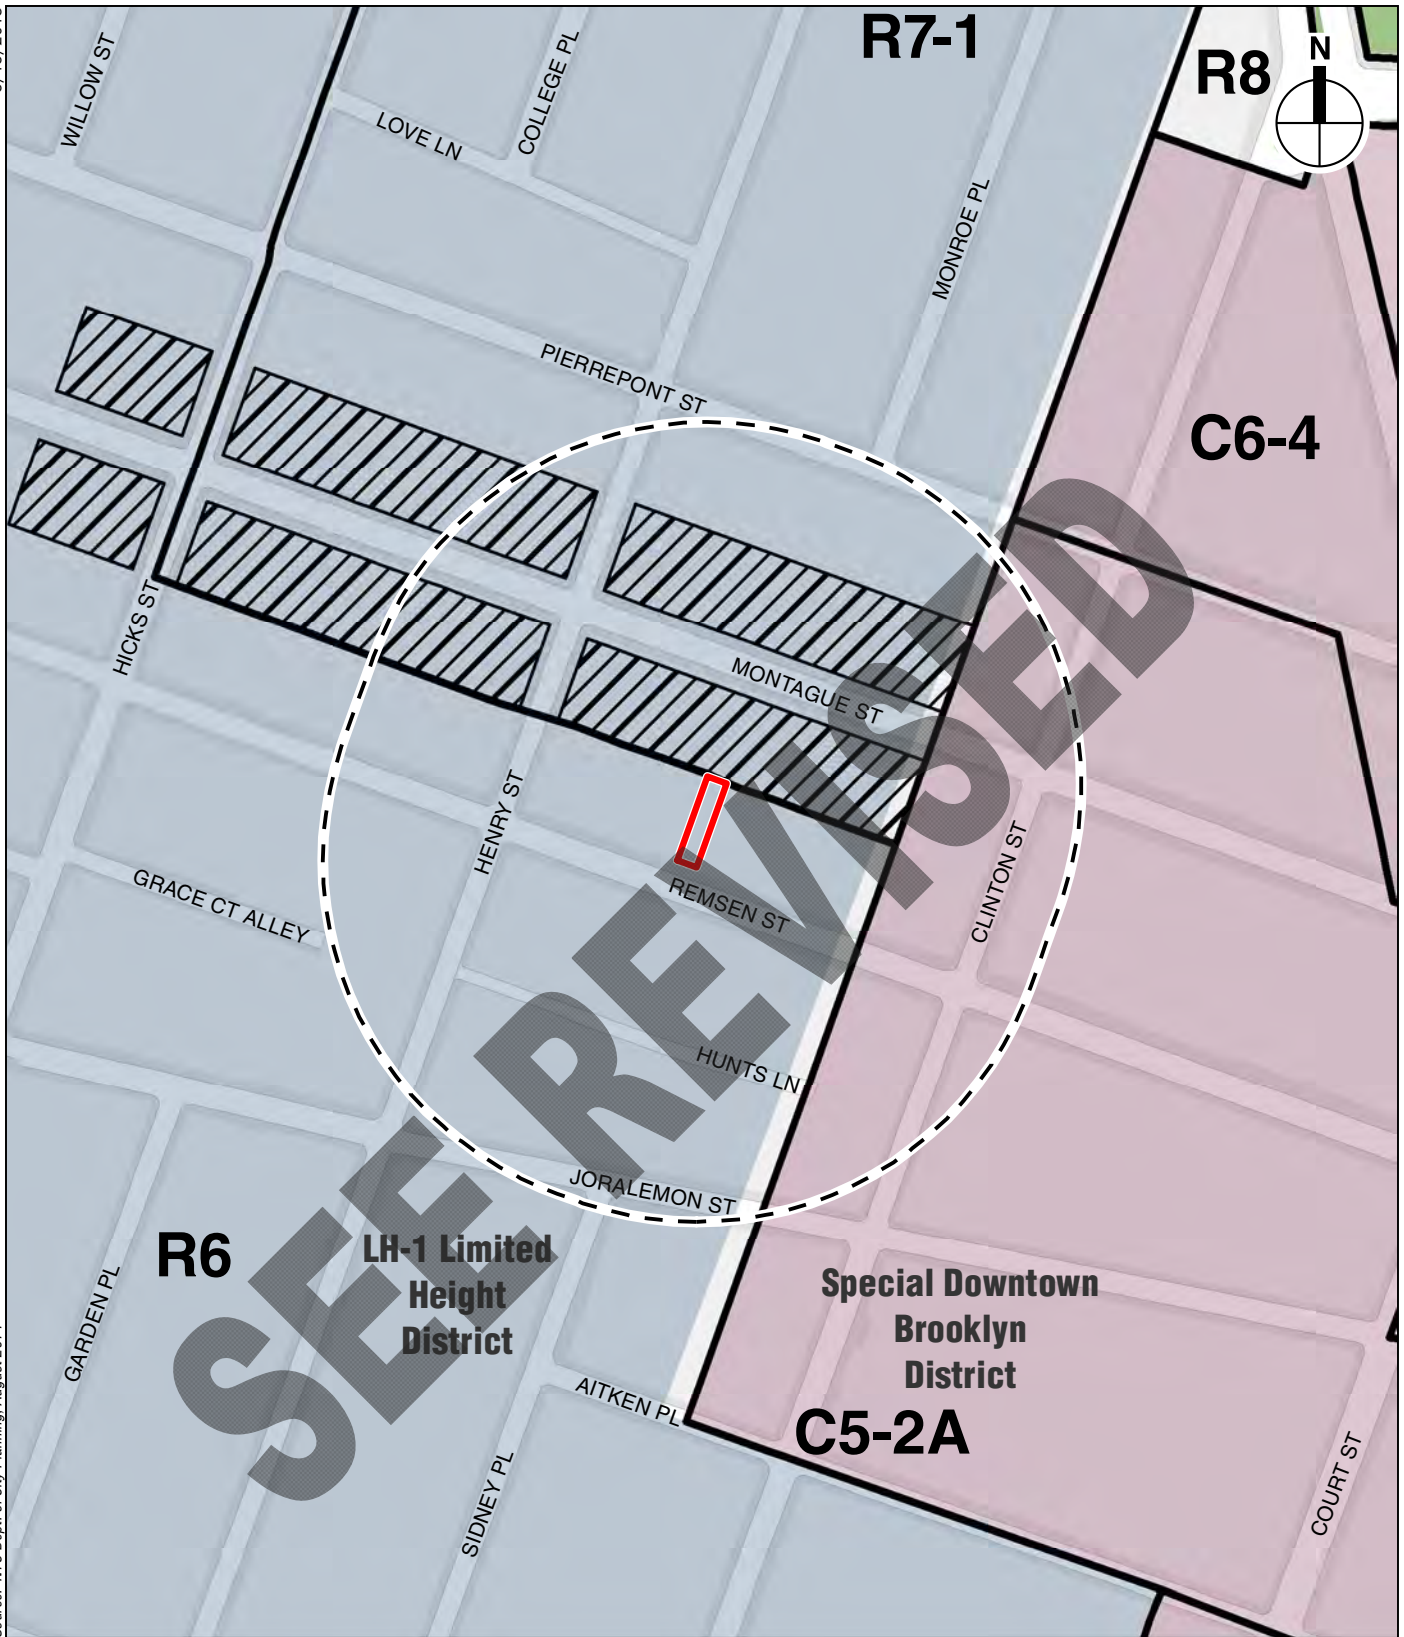 R7-1
R8
N
WILLOW ST
COLLEGE PL
LOVE LN
MONROE PL
PIERREPONT ST
C6-4
MONTAGUE ST
HICKS ST
HENRY ST
CLINTON ST
GRACE CT ALLEY
REMSEN ST
HUNTS LN
JORALEMON ST
SEE REVISED
R6
LH-1 Limited
Height
District
Special Downtown
Brooklyn
District
GARDEN PL
AITKEN PL
C5-2A
SIDNEY PL
COURT ST